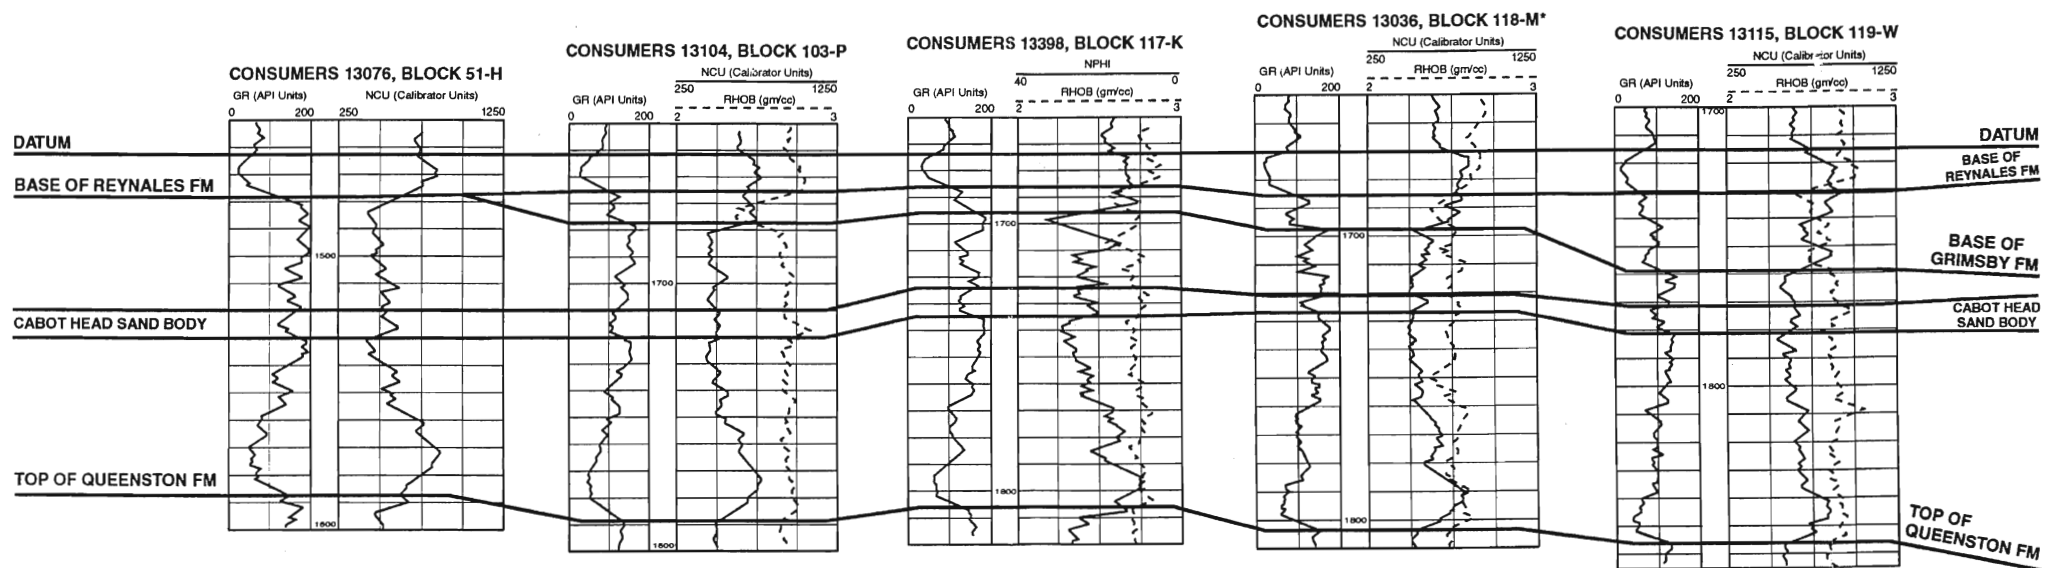 CONSUMERS 13076, BLOCK 51-H
GR (API Units)
NCU (Calibrator Units)
0 200 250 1250
1500
1600
CONSUMERS 13104, BLOCK 103-P
NCU (Calibrator Units)
250 1250
GR (API Units)
RHOB (gm/cc)
0 200 2 3
1700
1800
CONSUMERS 13398, BLOCK 117-K
NPHI
40 0
GR (API Units)
RHOB (gm/cc)
0 200 2 3
1700
1800
CONSUMERS 13036, BLOCK 118-M*
NCU (Calibrator Units)
250 1250
GR (API Units)
RHOB (gm/cc)
0 200 2 3
1700
1800
CONSUMERS 13115, BLOCK 119-W
NCU (Calibrator Units)
250 1250
GR (API Units)
RHOB (gm/cc)
0 200 2 3
1700
1800
DATUM
BASE OF REYNALES FM
CABOT HEAD SAND BODY
TOP OF QUEENSTON FM
DATUM
BASE OF
REYNALES FM
BASE OF
GRIMSBY FM
CABOT HEAD
SAND BODY
TOP OF
QUEENSTON FM